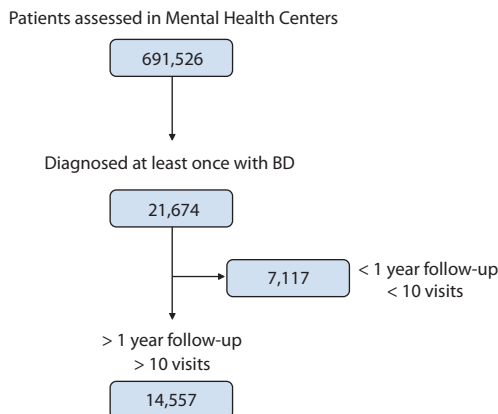 Patients assessed in Mental Health Centers
691,526
Diagnosed at least once with BD
21,674
7,117
< 1 year follow-up
< 10 visits
> 1 year follow-up
> 10 visits
14,557